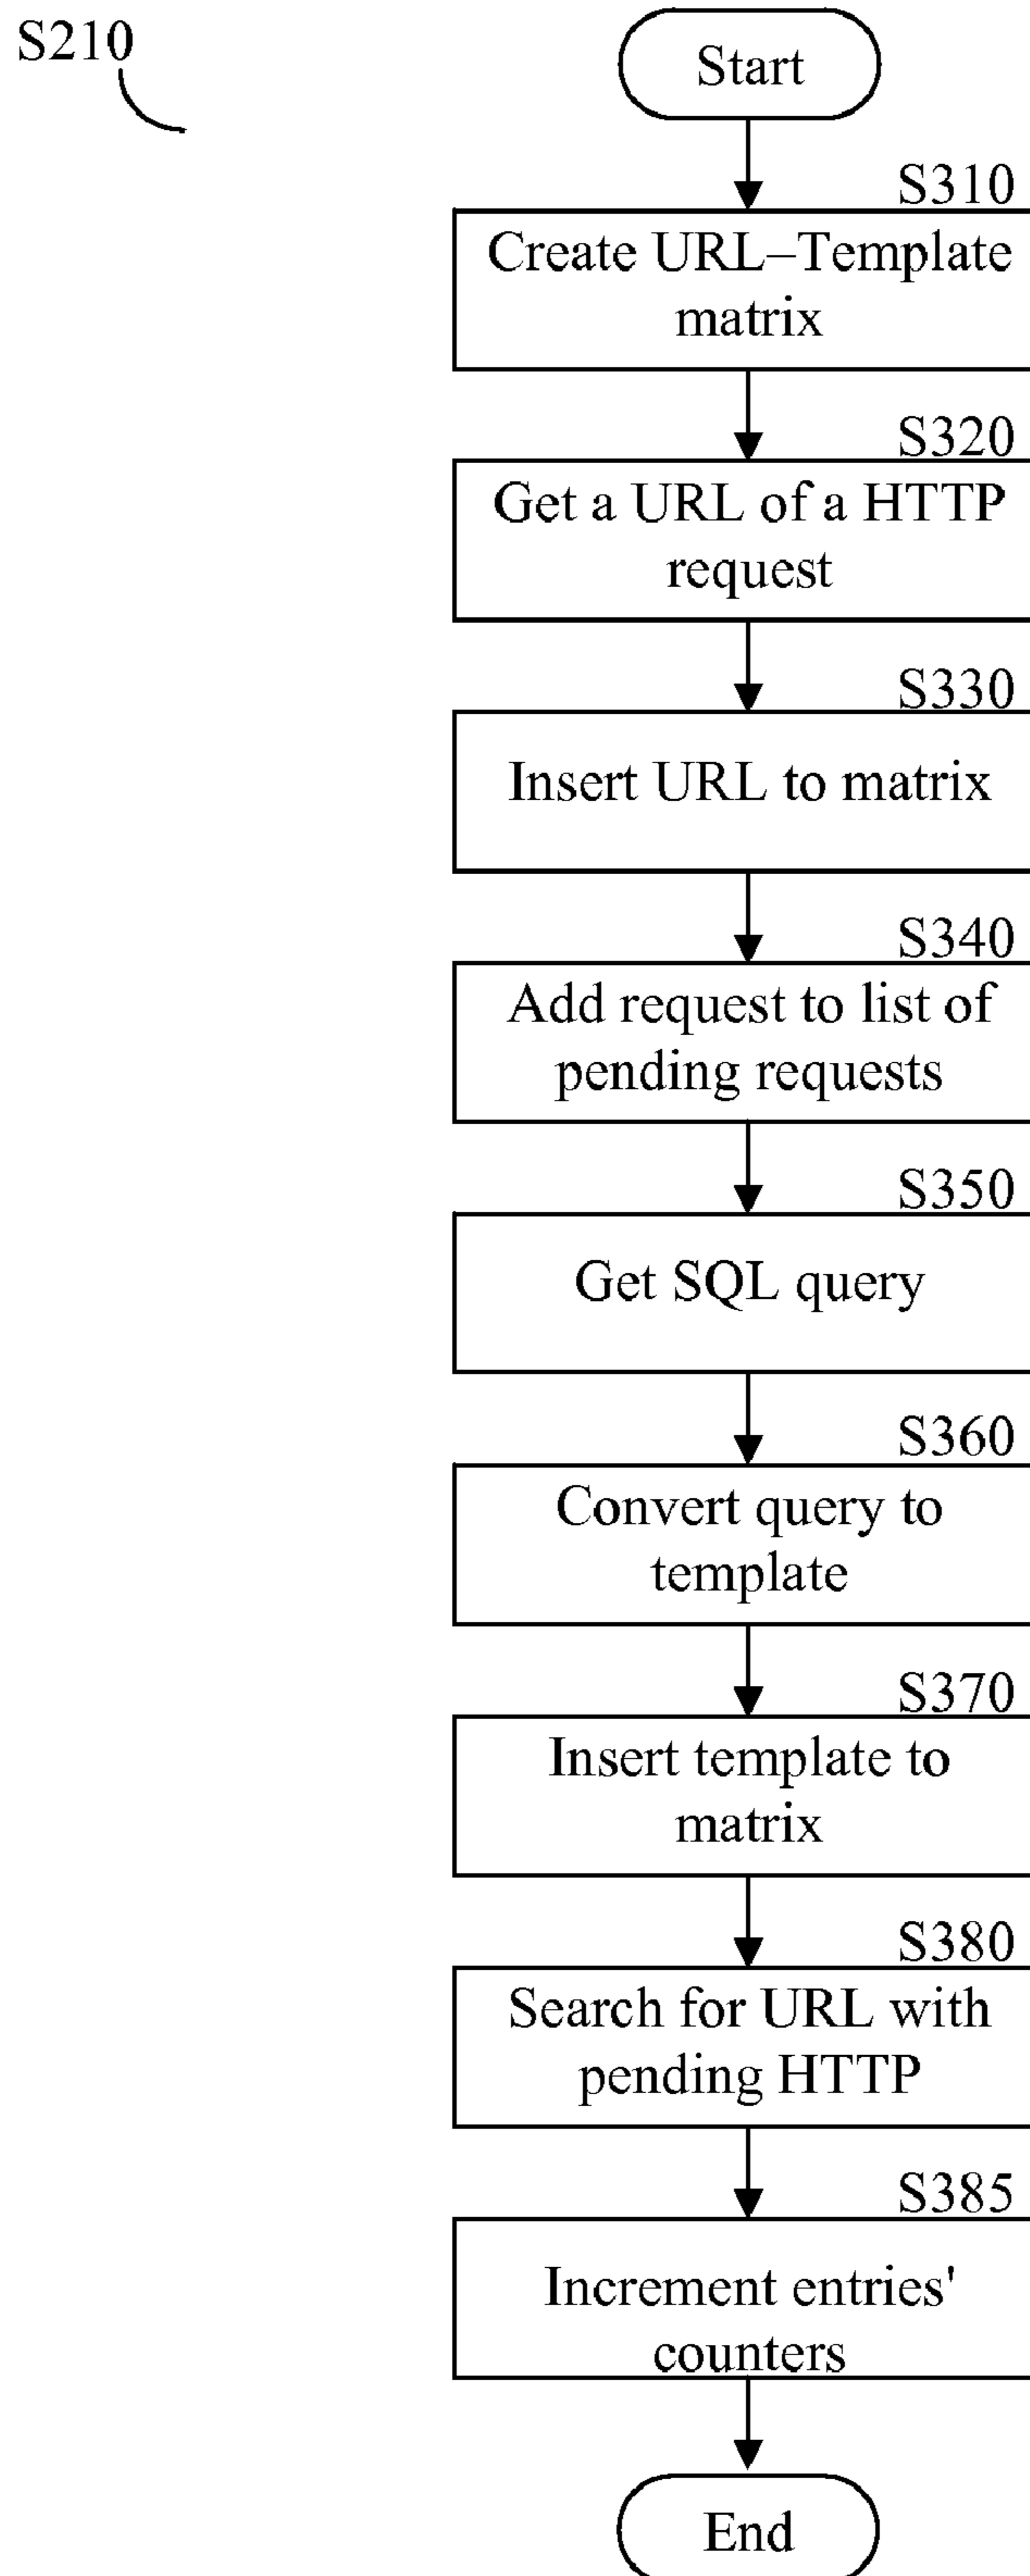 S210
Start
S310
Create URL–Template
matrix
S320
Get a URL of a HTTP
request
S330
Insert URL to matrix
S340
Add request to list of
pending requests
S350
Get SQL query
S360
Convert query to
template
S370
Insert template to
matrix
S380
Search for URL with
pending HTTP
S385
Increment entries'
counters
End